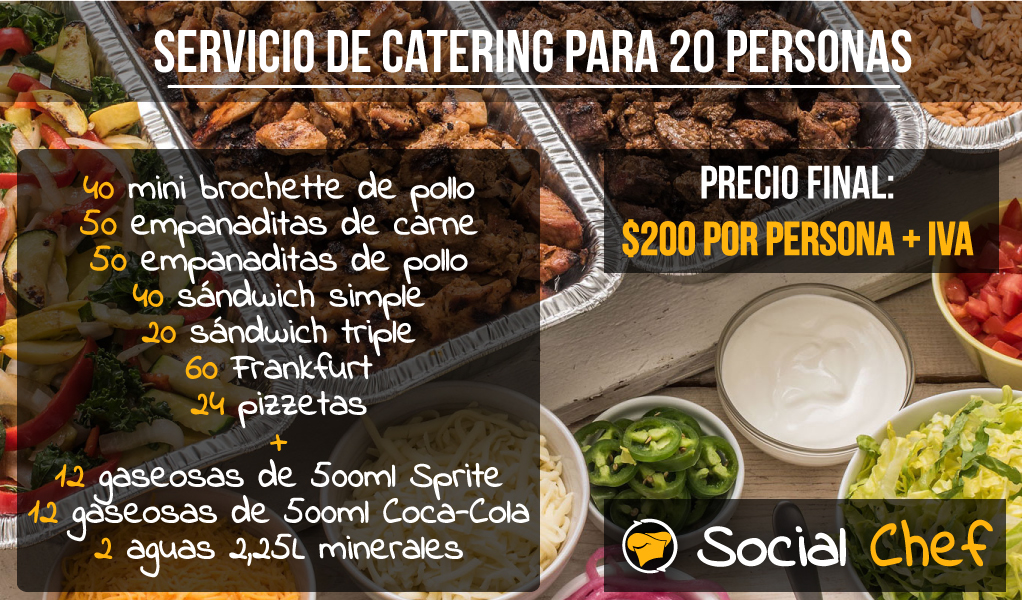 SERVICIO DE CATERING PARA 20 PERSONAS
40 mini brochette de pollo
50 empanaditas de carne
50 empanaditas de pollo
40 sándwich simple
20 sándwich triple
60 Frankfurt
24 pizzetas
+
12 gaseosas de 500ml Sprite
12 gaseosas de 500ml Coca-Cola
2 aguas 2,25L minerales
PRECIO FINAL:
$200 POR PERSONA + IVA
Social Chef